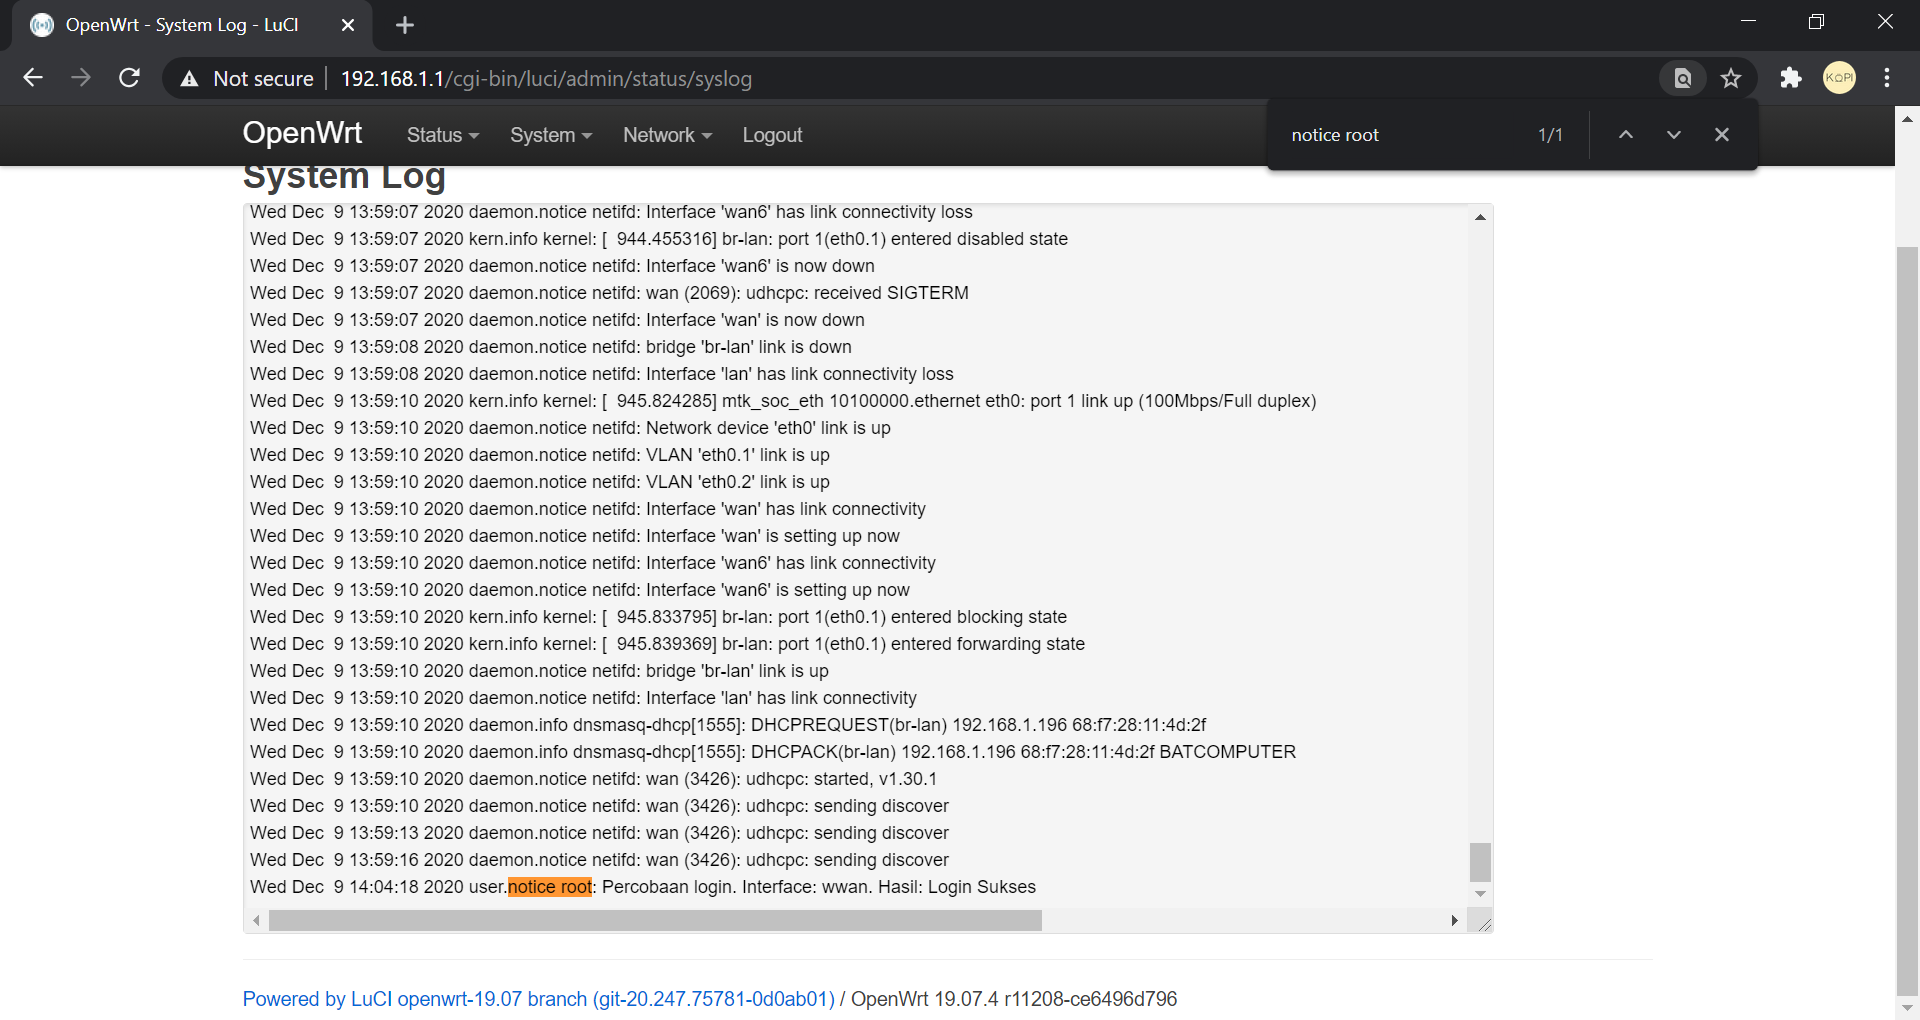 OpenWrt - System Log - LuCI
Not secure 192.168.1.1/cgi-bin/luci/admin/status/syslog
KOPI
OpenWrt Status System Network Logout
notice root 1/1
System Log
Wed Dec  9 13:59:07 2020 daemon.notice netifd: Interface 'wan6' has link connectivity loss
Wed Dec  9 13:59:07 2020 kern.info kernel: [  944.455316] br-lan: port 1(eth0.1) entered disabled state
Wed Dec  9 13:59:07 2020 daemon.notice netifd: Interface 'wan6' is now down
Wed Dec  9 13:59:07 2020 daemon.notice netifd: wan (2069): udhcpc: received SIGTERM
Wed Dec  9 13:59:07 2020 daemon.notice netifd: Interface 'wan' is now down
Wed Dec  9 13:59:08 2020 daemon.notice netifd: bridge 'br-lan' link is down
Wed Dec  9 13:59:08 2020 daemon.notice netifd: Interface 'lan' has link connectivity loss
Wed Dec  9 13:59:10 2020 kern.info kernel: [  945.824285] mtk_soc_eth 10100000.ethernet eth0: port 1 link up (100Mbps/Full duplex)
Wed Dec  9 13:59:10 2020 daemon.notice netifd: Network device 'eth0' link is up
Wed Dec  9 13:59:10 2020 daemon.notice netifd: VLAN 'eth0.1' link is up
Wed Dec  9 13:59:10 2020 daemon.notice netifd: VLAN 'eth0.2' link is up
Wed Dec  9 13:59:10 2020 daemon.notice netifd: Interface 'wan' has link connectivity
Wed Dec  9 13:59:10 2020 daemon.notice netifd: Interface 'wan' is setting up now
Wed Dec  9 13:59:10 2020 daemon.notice netifd: Interface 'wan6' has link connectivity
Wed Dec  9 13:59:10 2020 daemon.notice netifd: Interface 'wan6' is setting up now
Wed Dec  9 13:59:10 2020 kern.info kernel: [  945.833795] br-lan: port 1(eth0.1) entered blocking state
Wed Dec  9 13:59:10 2020 kern.info kernel: [  945.839369] br-lan: port 1(eth0.1) entered forwarding state
Wed Dec  9 13:59:10 2020 daemon.notice netifd: bridge 'br-lan' link is up
Wed Dec  9 13:59:10 2020 daemon.notice netifd: Interface 'lan' has link connectivity
Wed Dec  9 13:59:10 2020 daemon.info dnsmasq-dhcp[1555]: DHCPREQUEST(br-lan) 192.168.1.196 68:f7:28:11:4d:2f
Wed Dec  9 13:59:10 2020 daemon.info dnsmasq-dhcp[1555]: DHCPACK(br-lan) 192.168.1.196 68:f7:28:11:4d:2f BATCOMPUTER
Wed Dec  9 13:59:10 2020 daemon.notice netifd: wan (3426): udhcpc: started, v1.30.1
Wed Dec  9 13:59:10 2020 daemon.notice netifd: wan (3426): udhcpc: sending discover
Wed Dec  9 13:59:13 2020 daemon.notice netifd: wan (3426): udhcpc: sending discover
Wed Dec  9 13:59:16 2020 daemon.notice netifd: wan (3426): udhcpc: sending discover
Wed Dec  9 14:04:18 2020 user.notice root: Percobaan login. Interface: wwan. Hasil: Login Sukses
Powered by LuCI openwrt-19.07 branch (git-20.247.75781-0d0ab01) / OpenWrt 19.07.4 r11208-ce6496d796